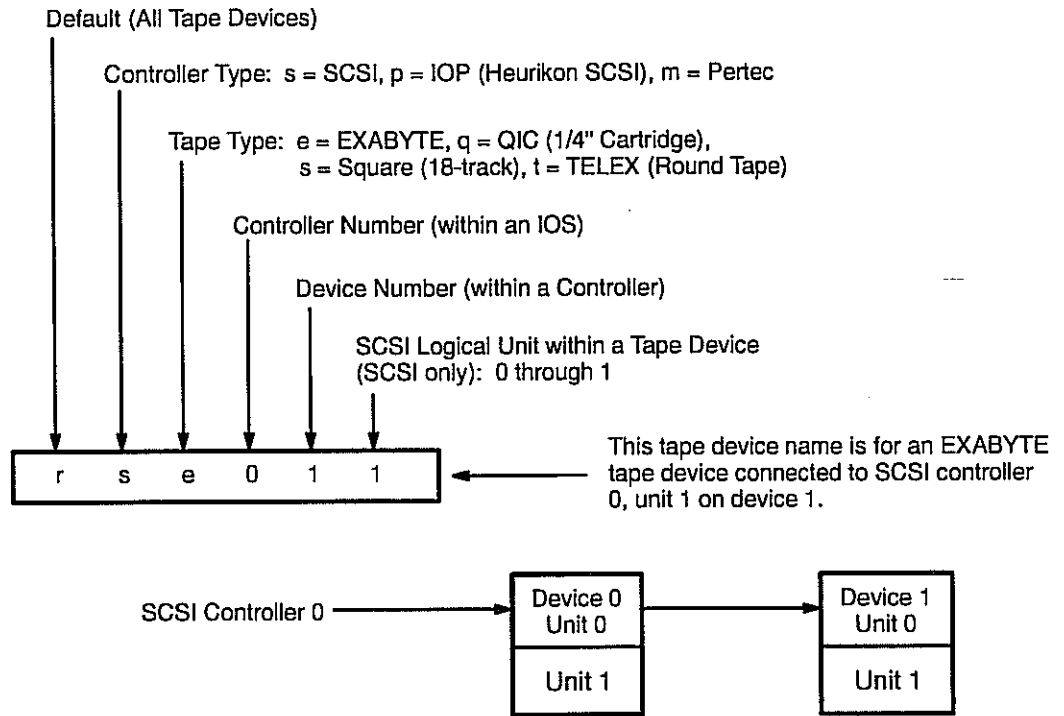 Default (All Tape Devices)
Controller Type: s = SCSI, p = IOP (Heurikon SCSI), m = Pertec
Tape Type: e = EXABYTE, q = QIC (1/4" Cartridge),
s = Square (18-track), t = TELEX (Round Tape)
Controller Number (within an IOS)
Device Number (within a Controller)
SCSI Logical Unit within a Tape Device
(SCSI only): 0 through 1
r s e 0 1 1
This tape device name is for an EXABYTE
tape device connected to SCSI controller
0, unit 1 on device 1.
SCSI Controller 0
Device 0
Unit 0
Unit 1
Device 1
Unit 0
Unit 1